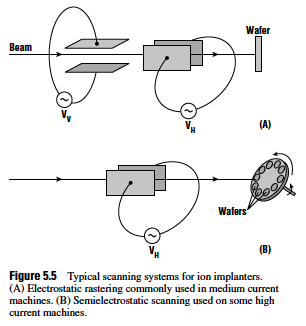 Wafer
Beam
V_V
V_H
(A)
Wafers
V_H
(B)
Figure 5.5 Typical scanning systems for ion implanters.
(A) Electrostatic rastering commonly used in medium current
machines. (B) Semielectrostatic scanning used on some high
current machines.